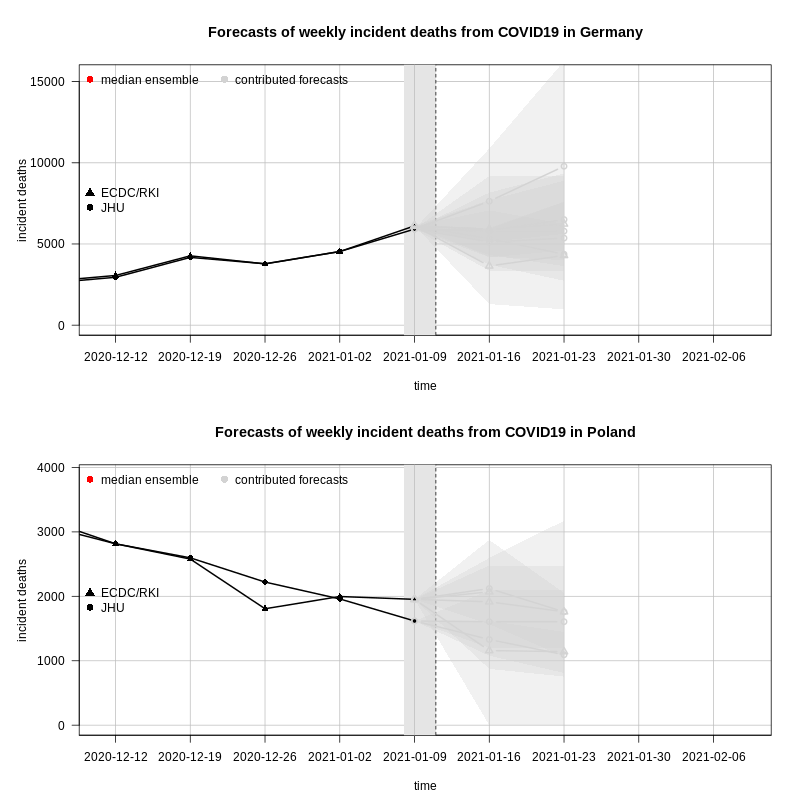 Forecasts of weekly incident deaths from COVID19 in Germany
median ensemble contributed forecasts
15000
10000
5000
0
incident deaths
ECDC/RKI
JHU
2020-12-12 2020-12-19 2020-12-26 2021-01-02 2021-01-09 2021-01-16 2021-01-23 2021-01-30 2021-02-06
time
Forecasts of weekly incident deaths from COVID19 in Poland
median ensemble contributed forecasts
4000
3000
2000
1000
0
incident deaths
ECDC/RKI
JHU
2020-12-12 2020-12-19 2020-12-26 2021-01-02 2021-01-09 2021-01-16 2021-01-23 2021-01-30 2021-02-06
time